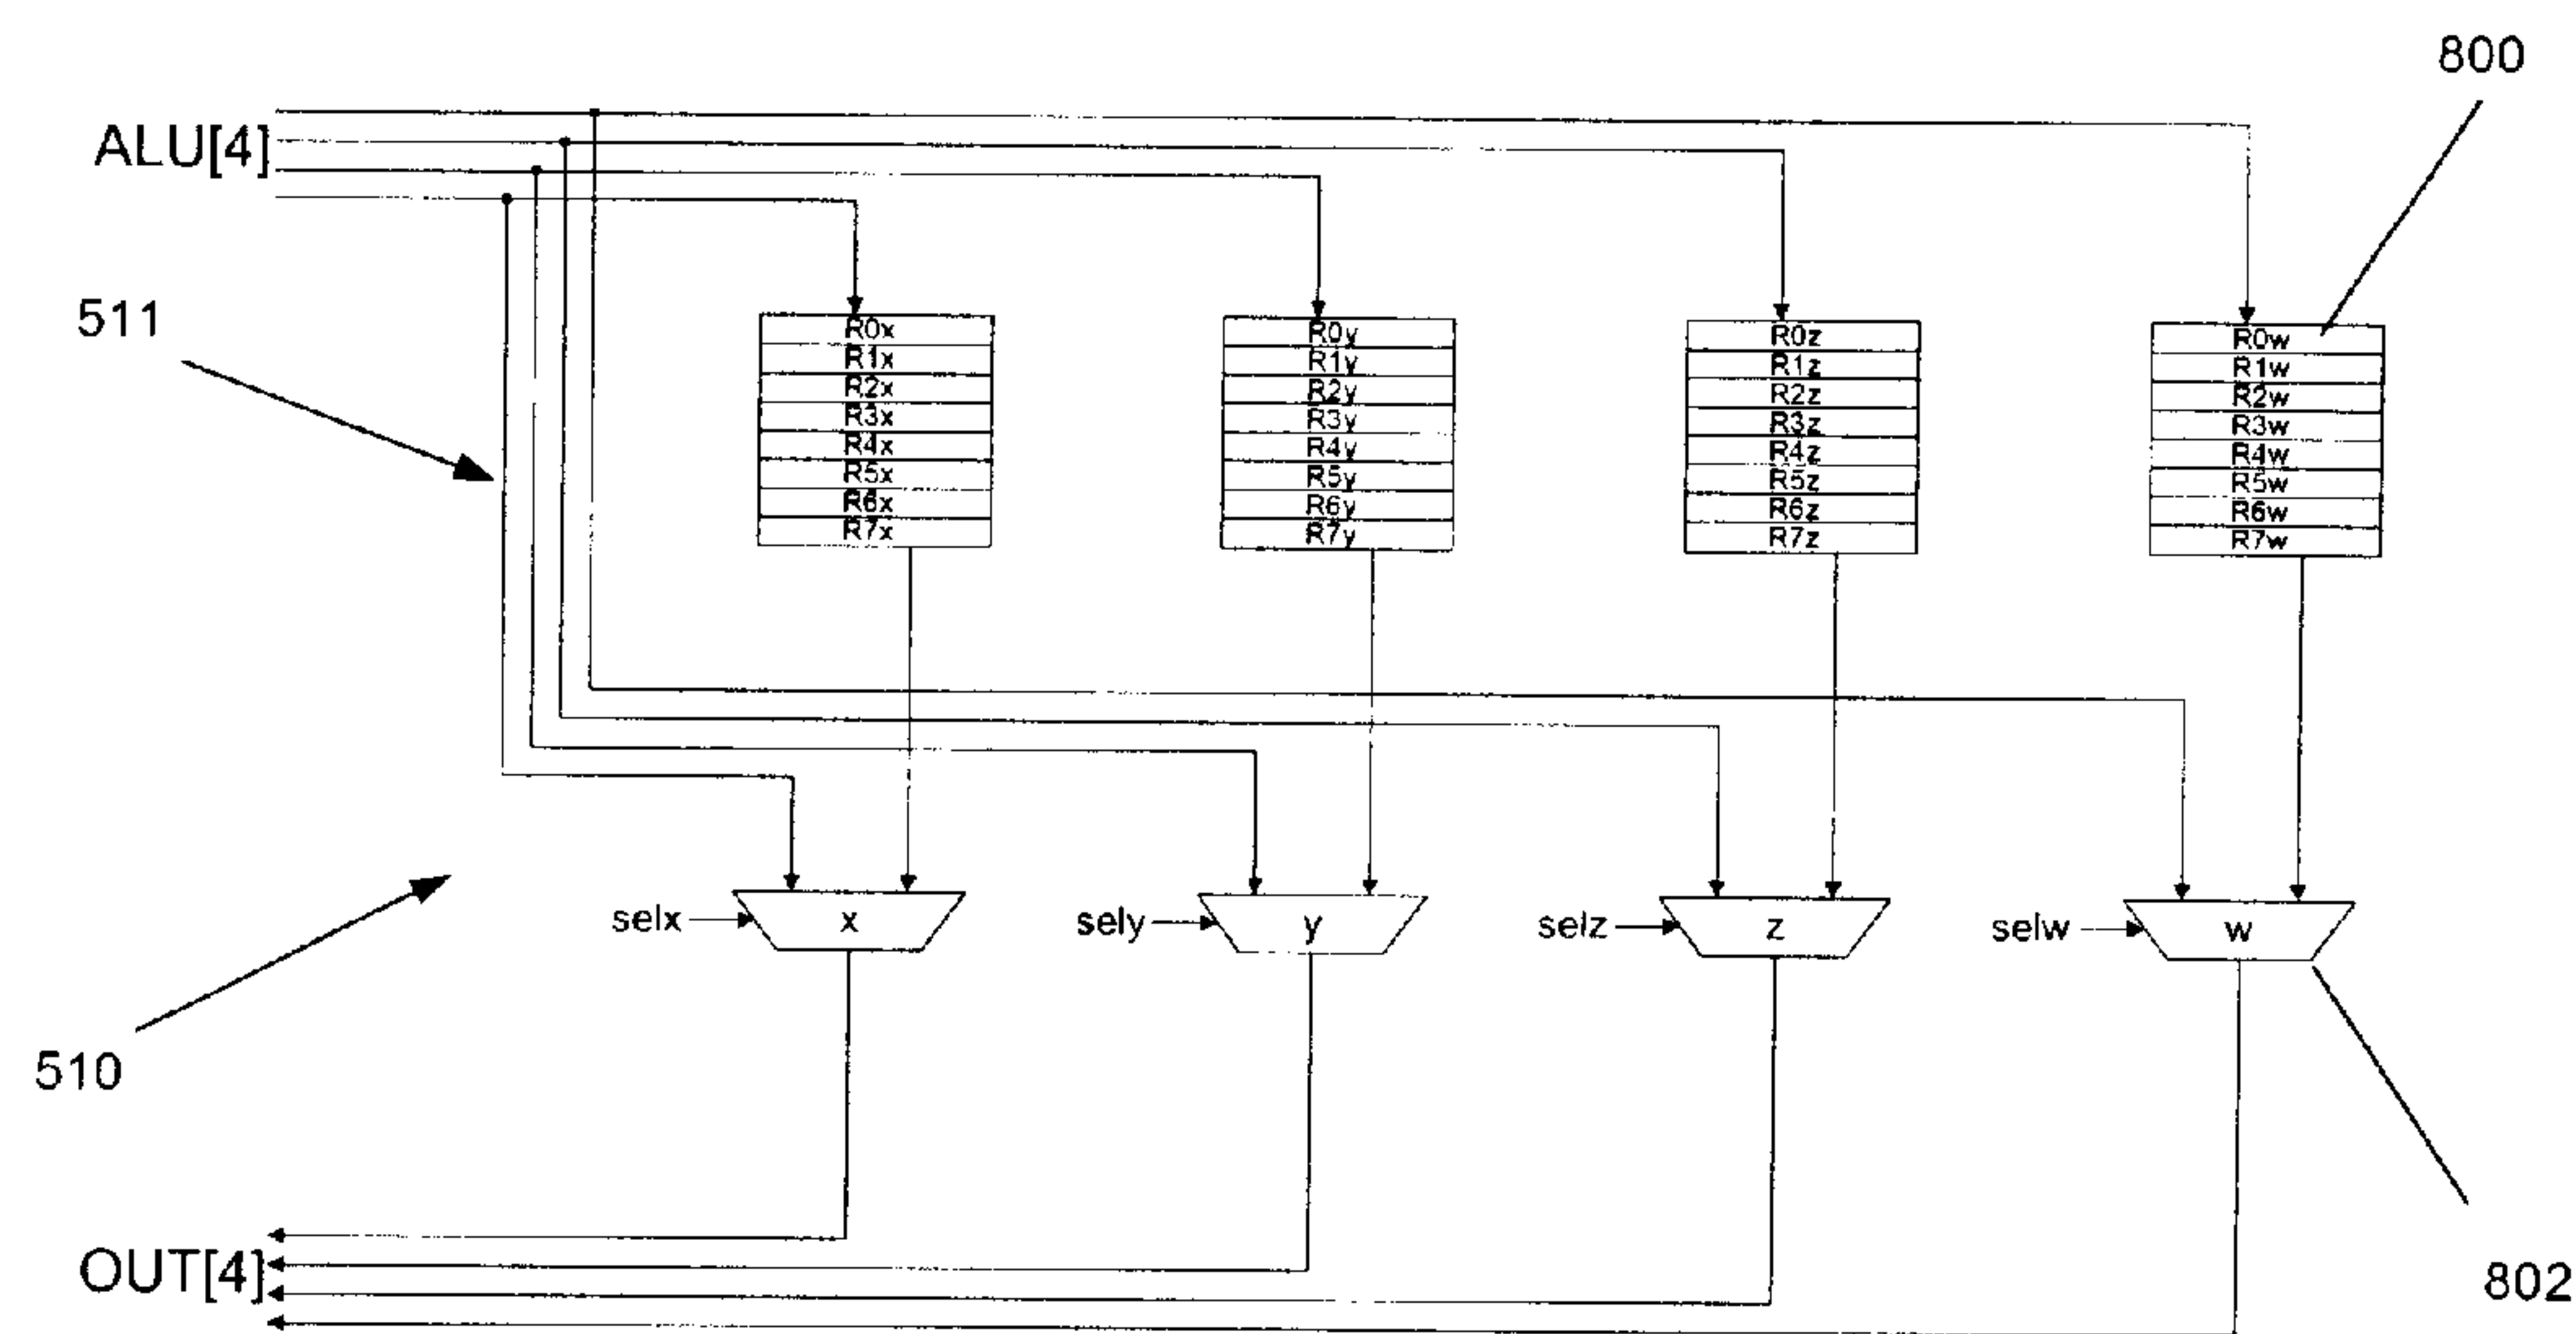 800
ALU[4]
511
R0x
R1x
R2x
R3x
R4x
R5x
R6x
R7x
R0y
R1y
R2y
R3y
R4y
R5y
R6y
R7y
R0z
R1z
R2z
R3z
R4z
R5z
R6z
R7z
R0w
R1w
R2w
R3w
R4w
R5w
R6w
R7w
selx
x
sely
y
selz
z
selw
w
510
OUT[4]
802